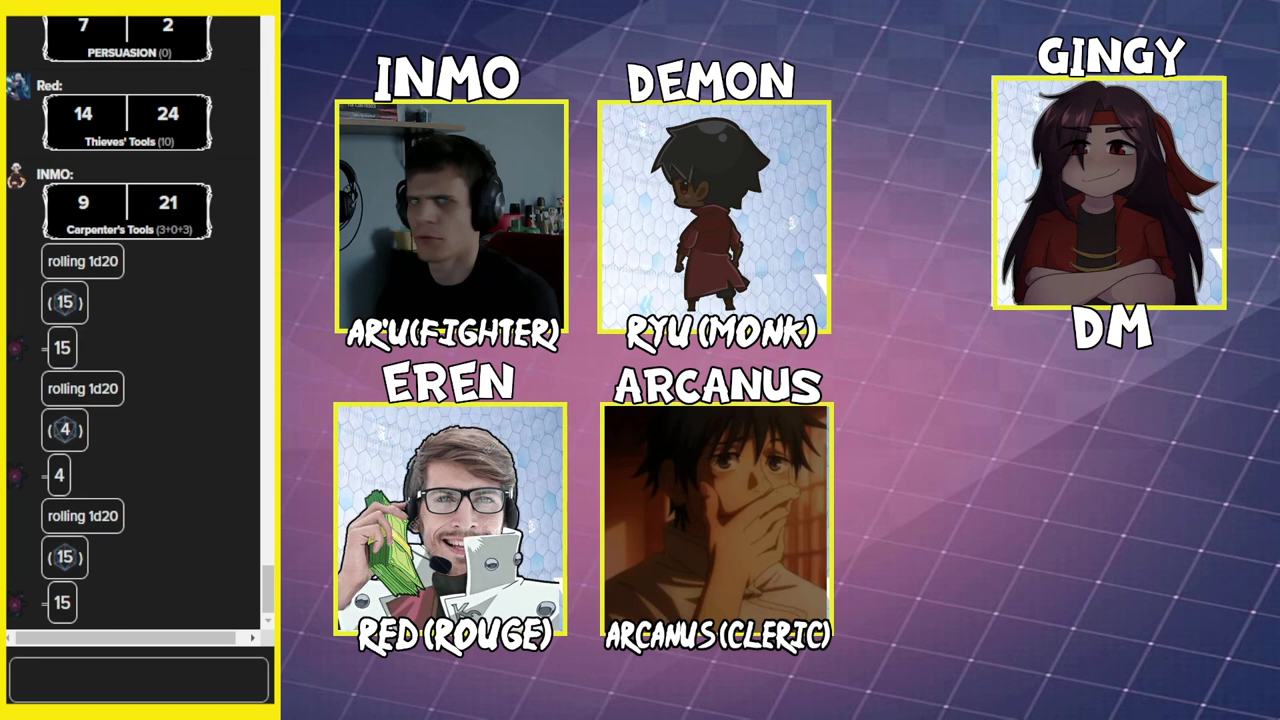 7 2
PERSUASION (0)
Red:
14 24
Thieves' Tools (10)
INMO:
9 21
Carpenter's Tools (3+0+3)
rolling 1d20
(15)
=15
rolling 1d20
(4)
=4
rolling 1d20
(15)
=15
INMO
AR'U(FIGHTER)
DEMON
RYU(MONK)
GINGY
DM
EREN
RED(ROUGE)
ARCANUS
ARCANUS(CLERIC)